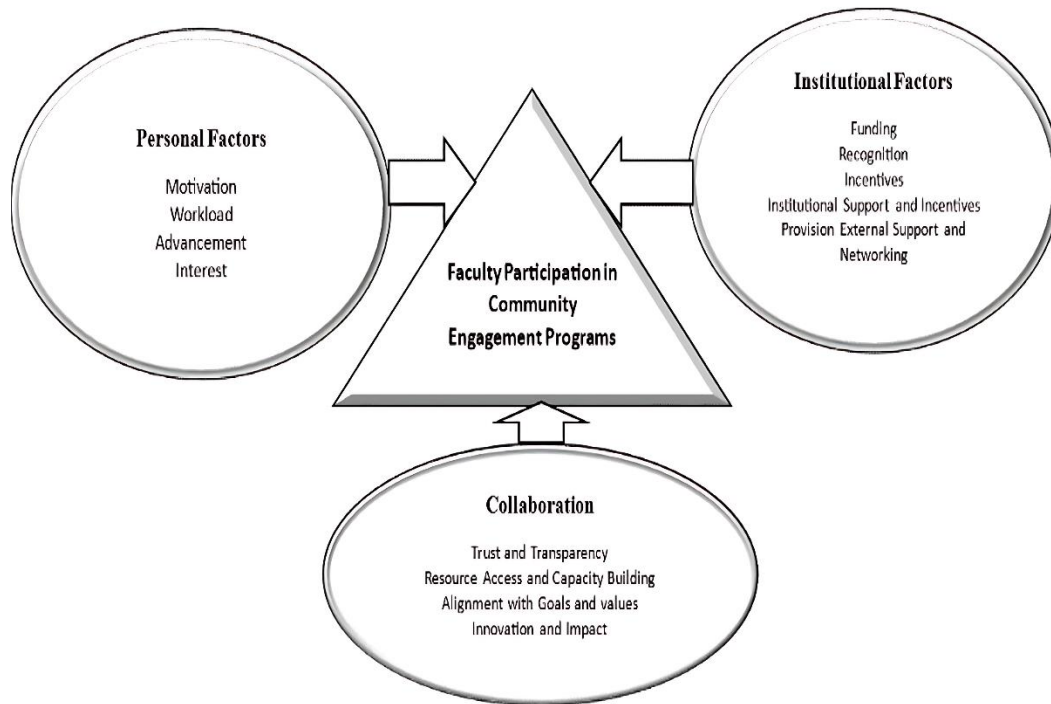 Personal Factors
Motivation
Workload
Advancement
Interest
Institutional Factors
Funding
Recognition
Incentives
Institutional Support and Incentives
Provision External Support and
Networking
Faculty Participation in
Community
Engagement Programs
Collaboration
Trust and Transparency
Resource Access and Capacity Building
Alignment with Goals and values
Innovation and Impact